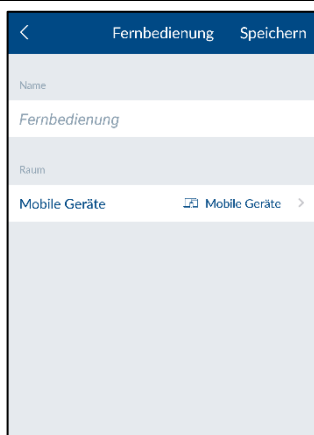 Fernbedienung Speichern
Name
Fernbedienung
Raum
Mobile Geräte Mobile Geräte